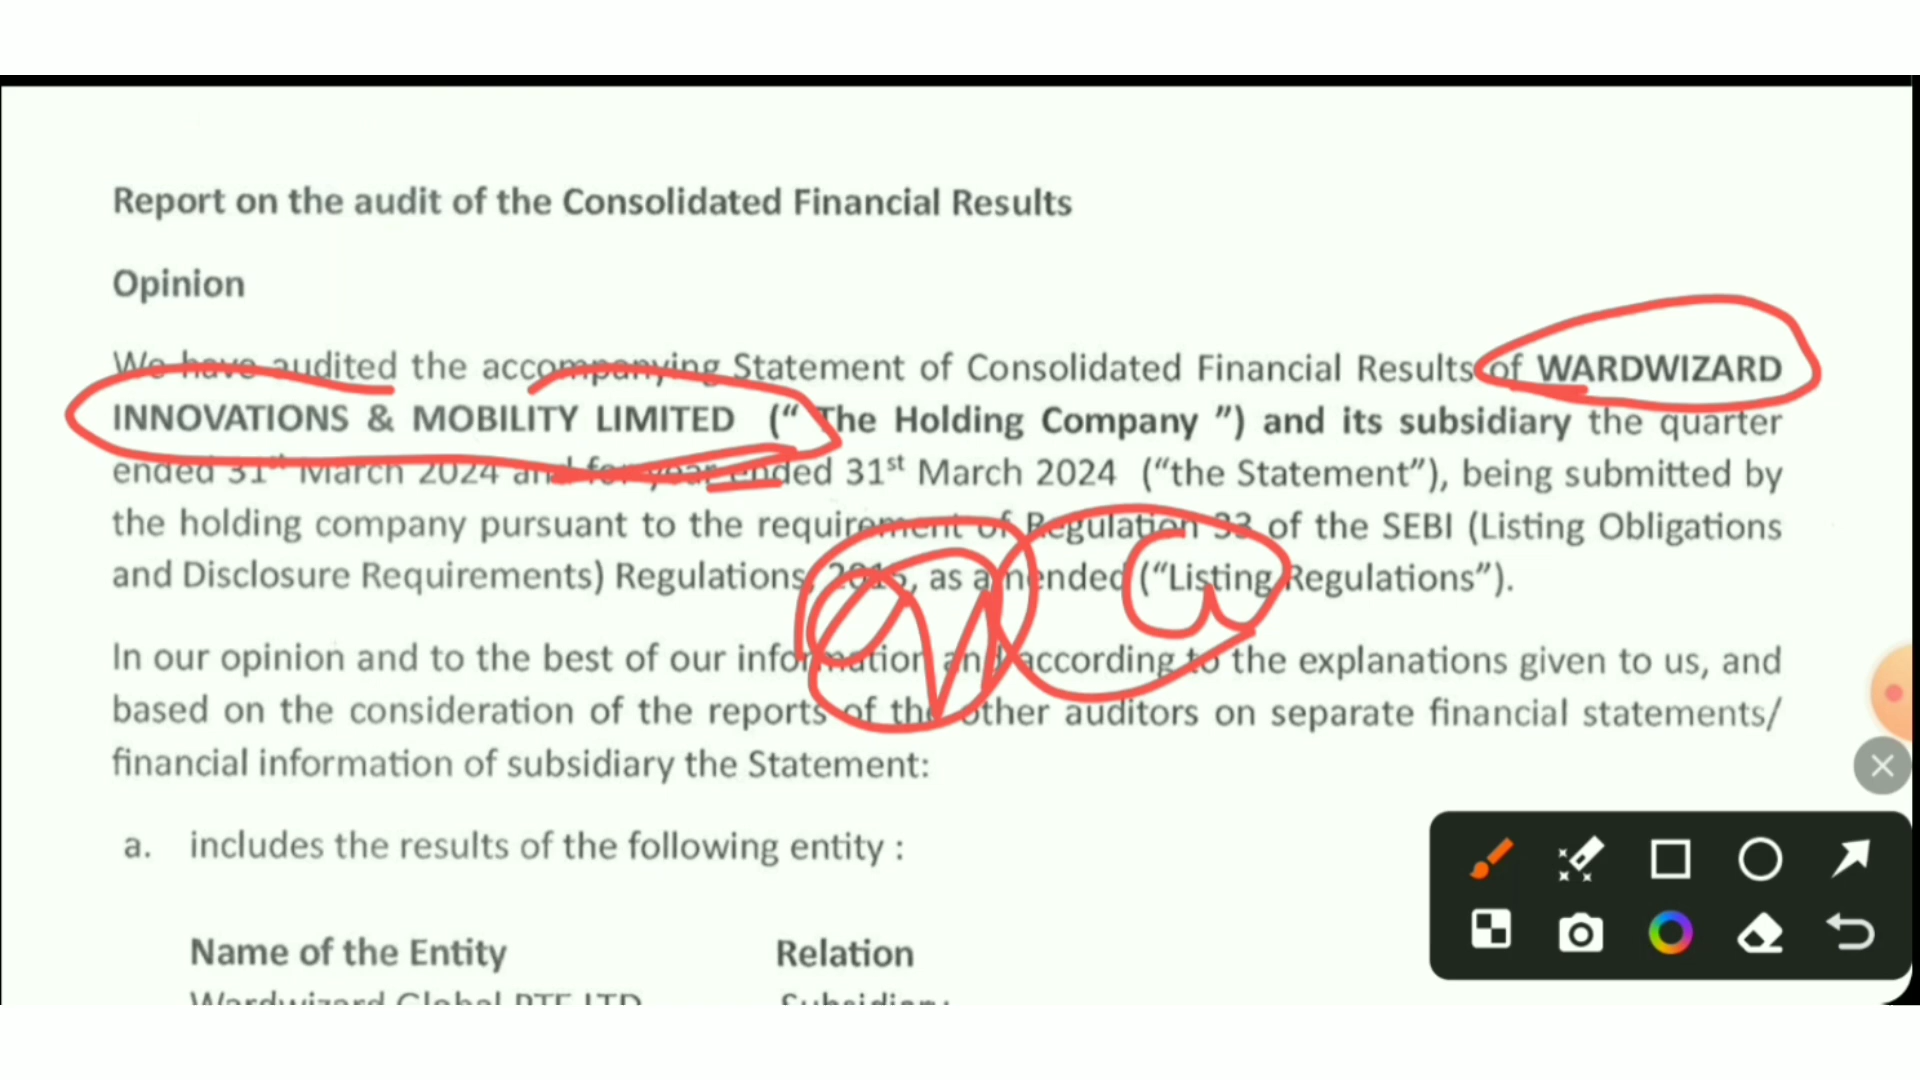 Report on the audit of the Consolidated Financial Results
Opinion
We have audited the accompanying Statement of Consolidated Financial Results of WARDWIZARD
INNOVATIONS & MOBILITY LIMITED (“ The Holding Company ”) and its subsidiary the quarter
ended 31st March 2024 and for year ended 31st March 2024 (“the Statement”), being submitted by
the holding company pursuant to the requirement of Regulation 33 of the SEBI (Listing Obligations
and Disclosure Requirements) Regulations, 2015, as amended (“Listing Regulations”).
In our opinion and to the best of our information and according to the explanations given to us, and
based on the consideration of the reports of the other auditors on separate financial statements/
financial information of subsidiary the Statement:
a. includes the results of the following entity :
Name of the Entity Relation
Wardwizard Global PTE LTD Subsidiary